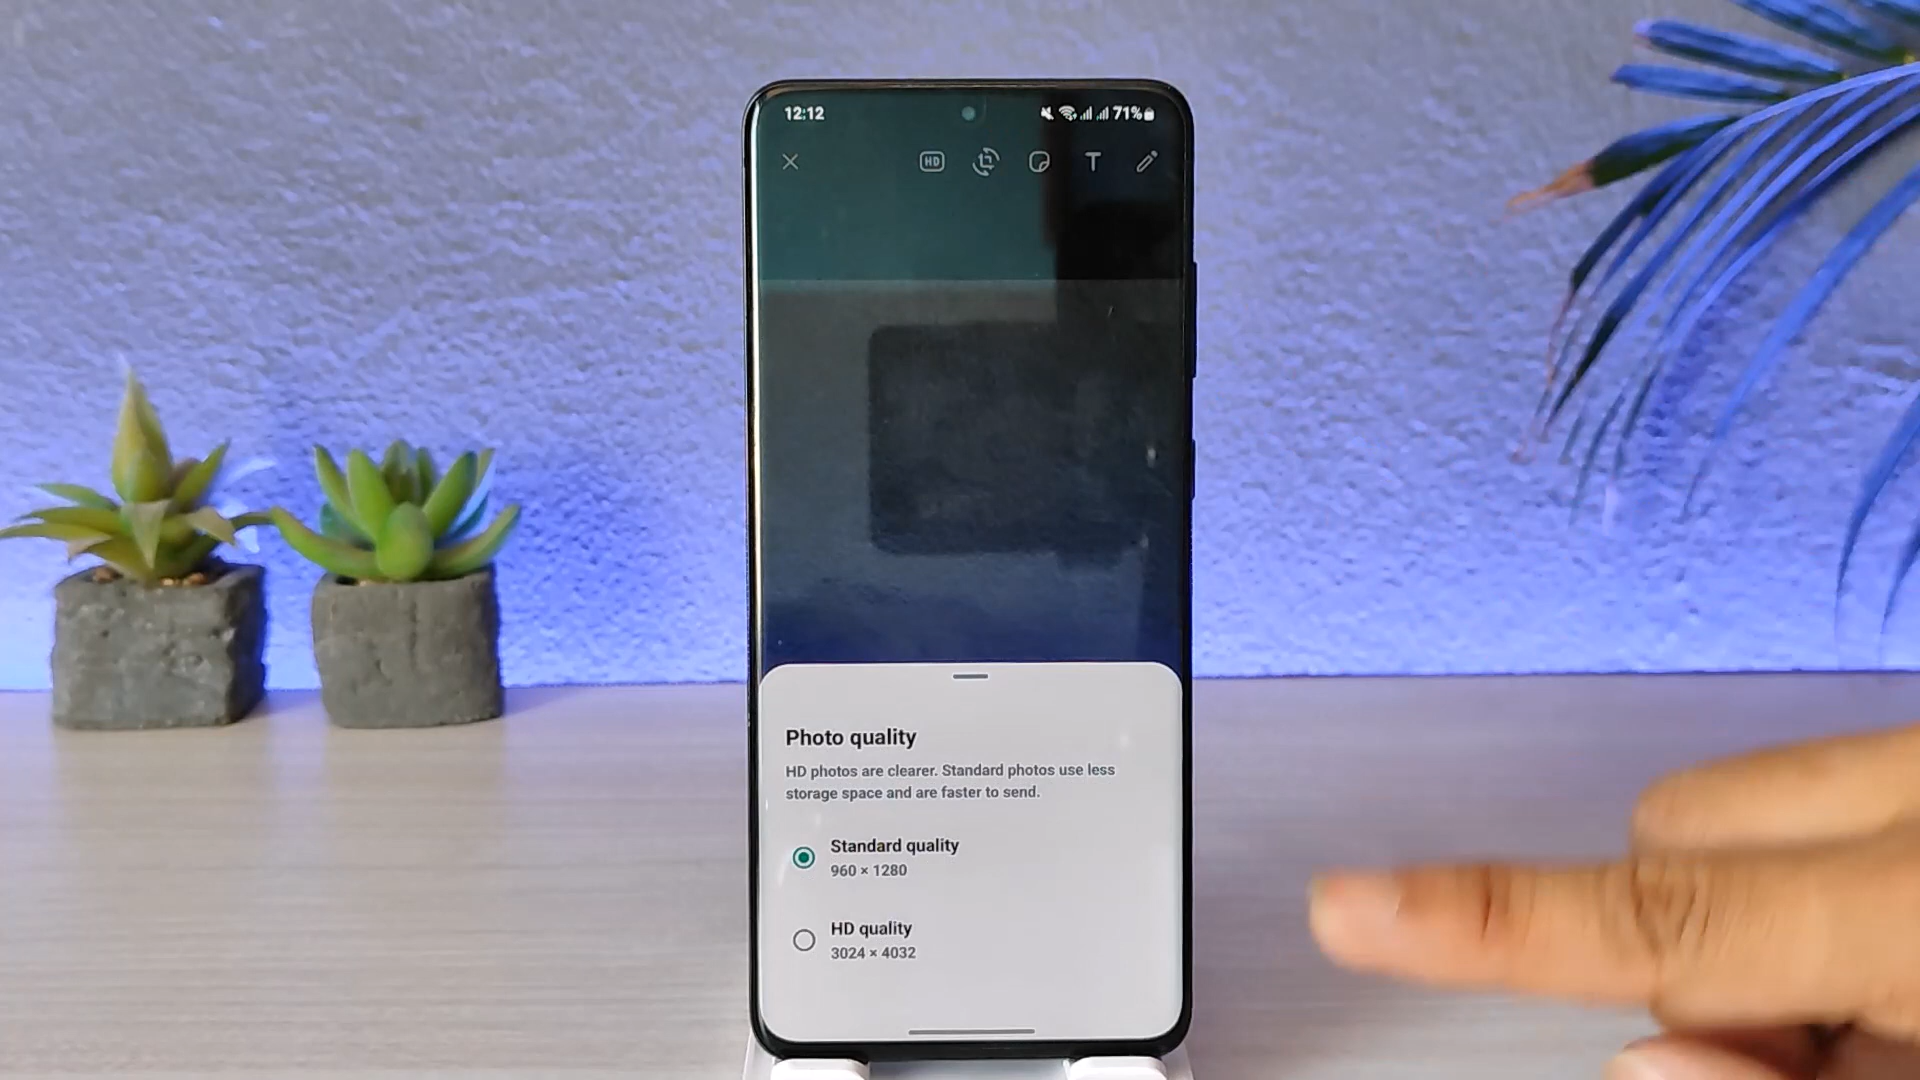 12:12 71%
HD T
Photo quality
HD photos are clearer. Standard photos use less
storage space and are faster to send.
Standard quality
960 × 1280
HD quality
3024 × 4032